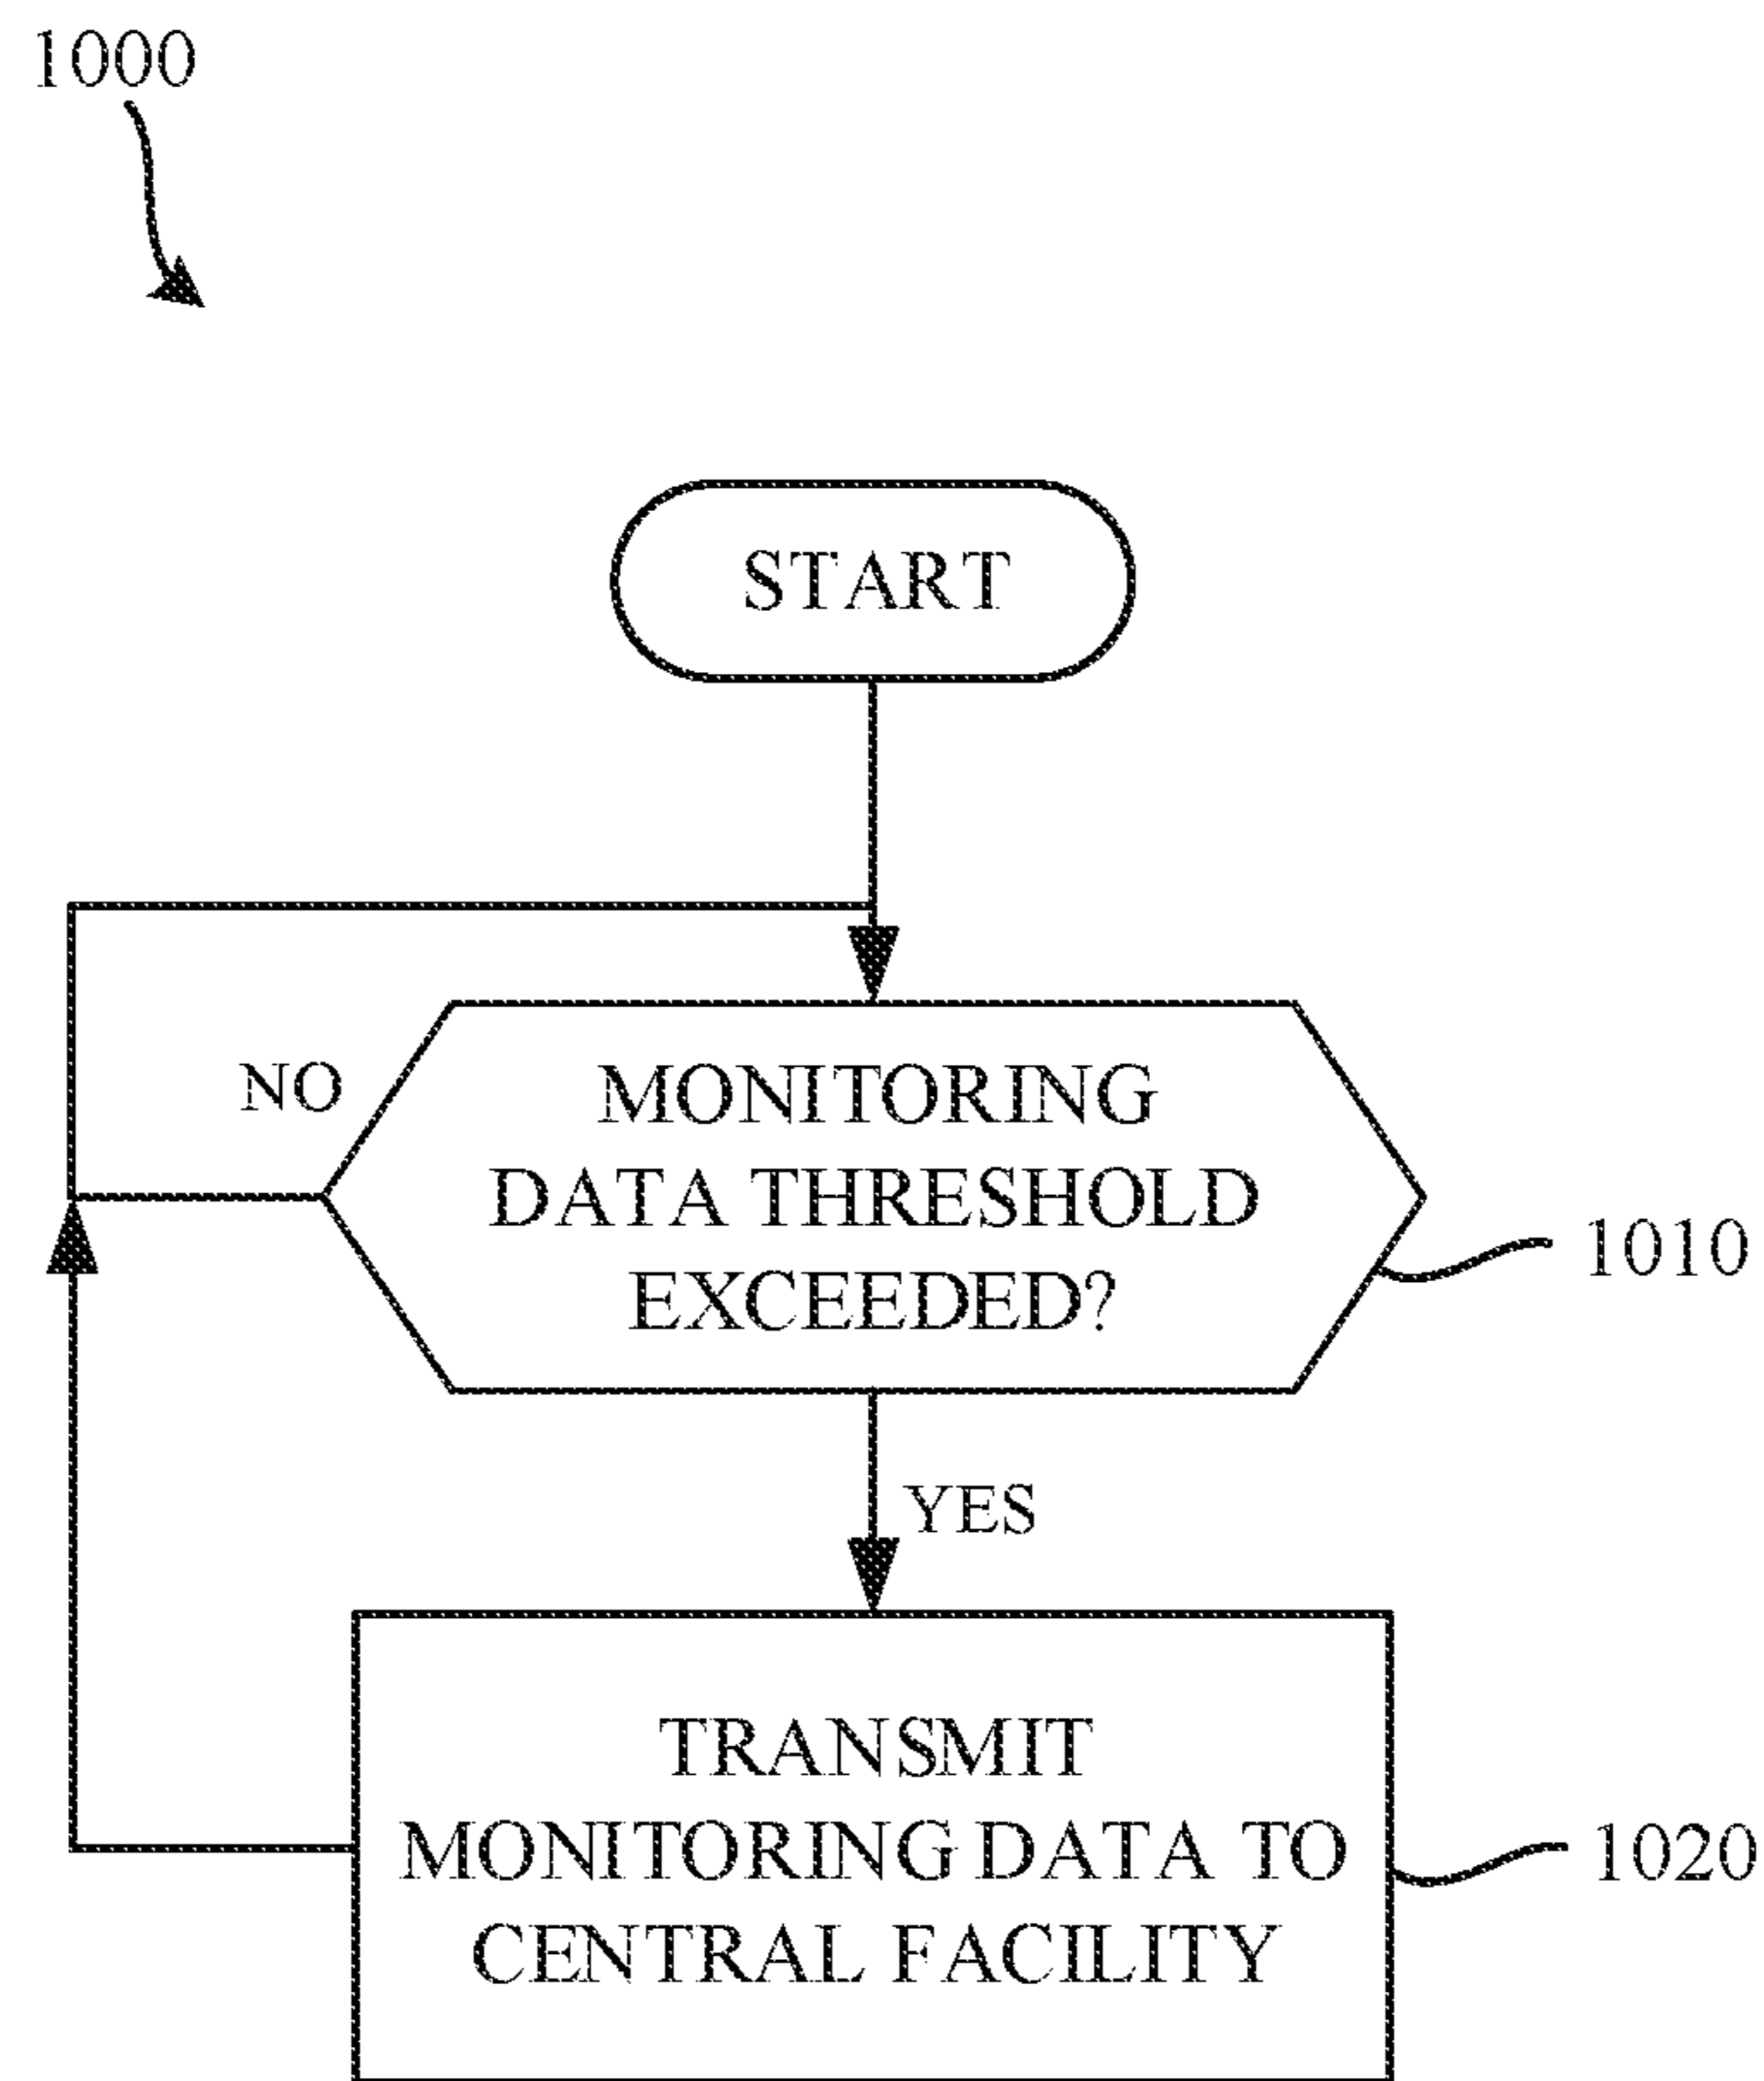 1000
START
NO
MONITORING
DATA THRESHOLD
EXCEEDED?
1010
YES
TRANSMIT
MONITORING DATA TO
CENTRAL FACILITY
1020